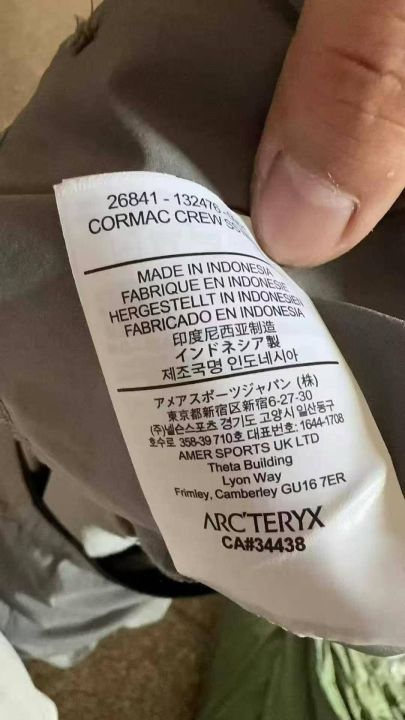 26841 - 132476
CORMAC CREW
MADE IN INDONESIA
FABRIQUE EN INDONESIE
HERGESTELLT IN INDONESIEN
FABRICADO EN INDONESIA
印度尼西亚制造
インドネシア製
제조국명 인도네시아
アメアスポーツジャパン (株)
東京都新宿区新宿6-27-30
(주)넬슨스포츠 경기도 고양시 일산동구
호수로 358-39 710호 대표번호: 1644-1708
AMER SPORTS UK LTD
Theta Building
Lyon Way
Frimley, Camberley GU16 7ER
ARC'TERYX
CA#34438